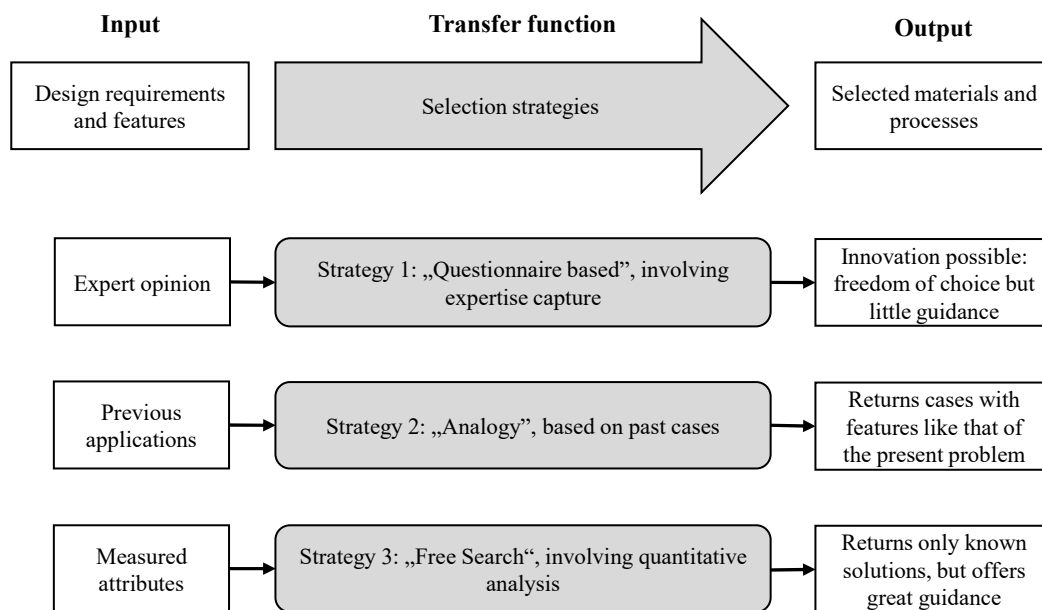 Input
Transfer function
Output
Design requirements
and features
Selection strategies
Selected materials and
processes
Expert opinion
Strategy 1: „Questionnaire based”, involving
expertise capture
Innovation possible:
freedom of choice but
little guidance
Previous
applications
Strategy 2: „Analogy”, based on past cases
Returns cases with
features like that of
the present problem
Measured
attributes
Strategy 3: „Free Search“, involving quantitative
analysis
Returns only known
solutions, but offers
great guidance